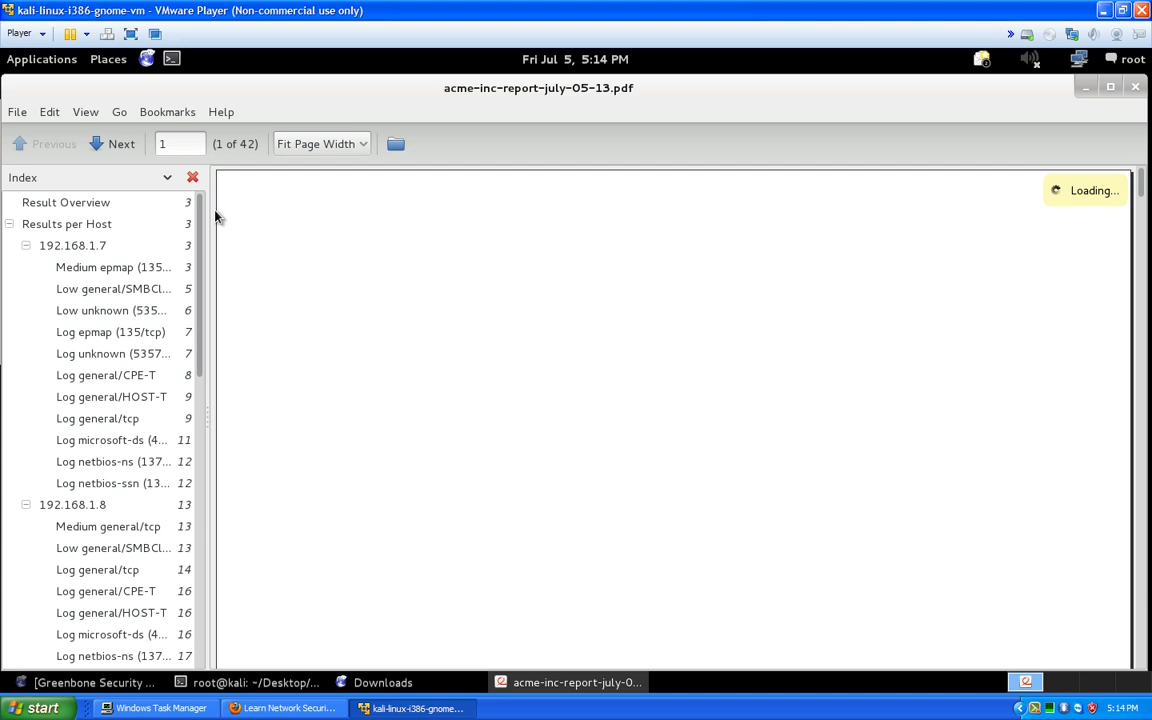 kali-linux-i386-gnome-vm - VMware Player (Non-commercial use only)
Player
Applications Places Fri Jul 5, 5:14 PM root
acme-inc-report-july-05-13.pdf
File Edit View Go Bookmarks Help
Previous Next 1 (1 of 42) Fit Page Width
Index
Loading...
Result Overview 3
Results per Host 3
192.168.1.7 3
Medium epmap (135... 3
Low general/SMBCl... 5
Low unknown (535... 6
Log epmap (135/tcp) 7
Log unknown (5357... 7
Log general/CPE-T 8
Log general/HOST-T 9
Log general/tcp 9
Log microsoft-ds (4... 11
Log netbios-ns (137... 12
Log netbios-ssn (13... 12
192.168.1.8 13
Medium general/tcp 13
Low general/SMBCl... 13
Log general/tcp 14
Log general/CPE-T 16
Log general/HOST-T 16
Log microsoft-ds (4... 16
Log netbios-ns (137... 17
[Greenbone Security ... root@kali: ~/Desktop/... Downloads acme-inc-report-july-0...
start Windows Task Manager Learn Network Securi... kali-linux-i386-gnome... 5:14 PM